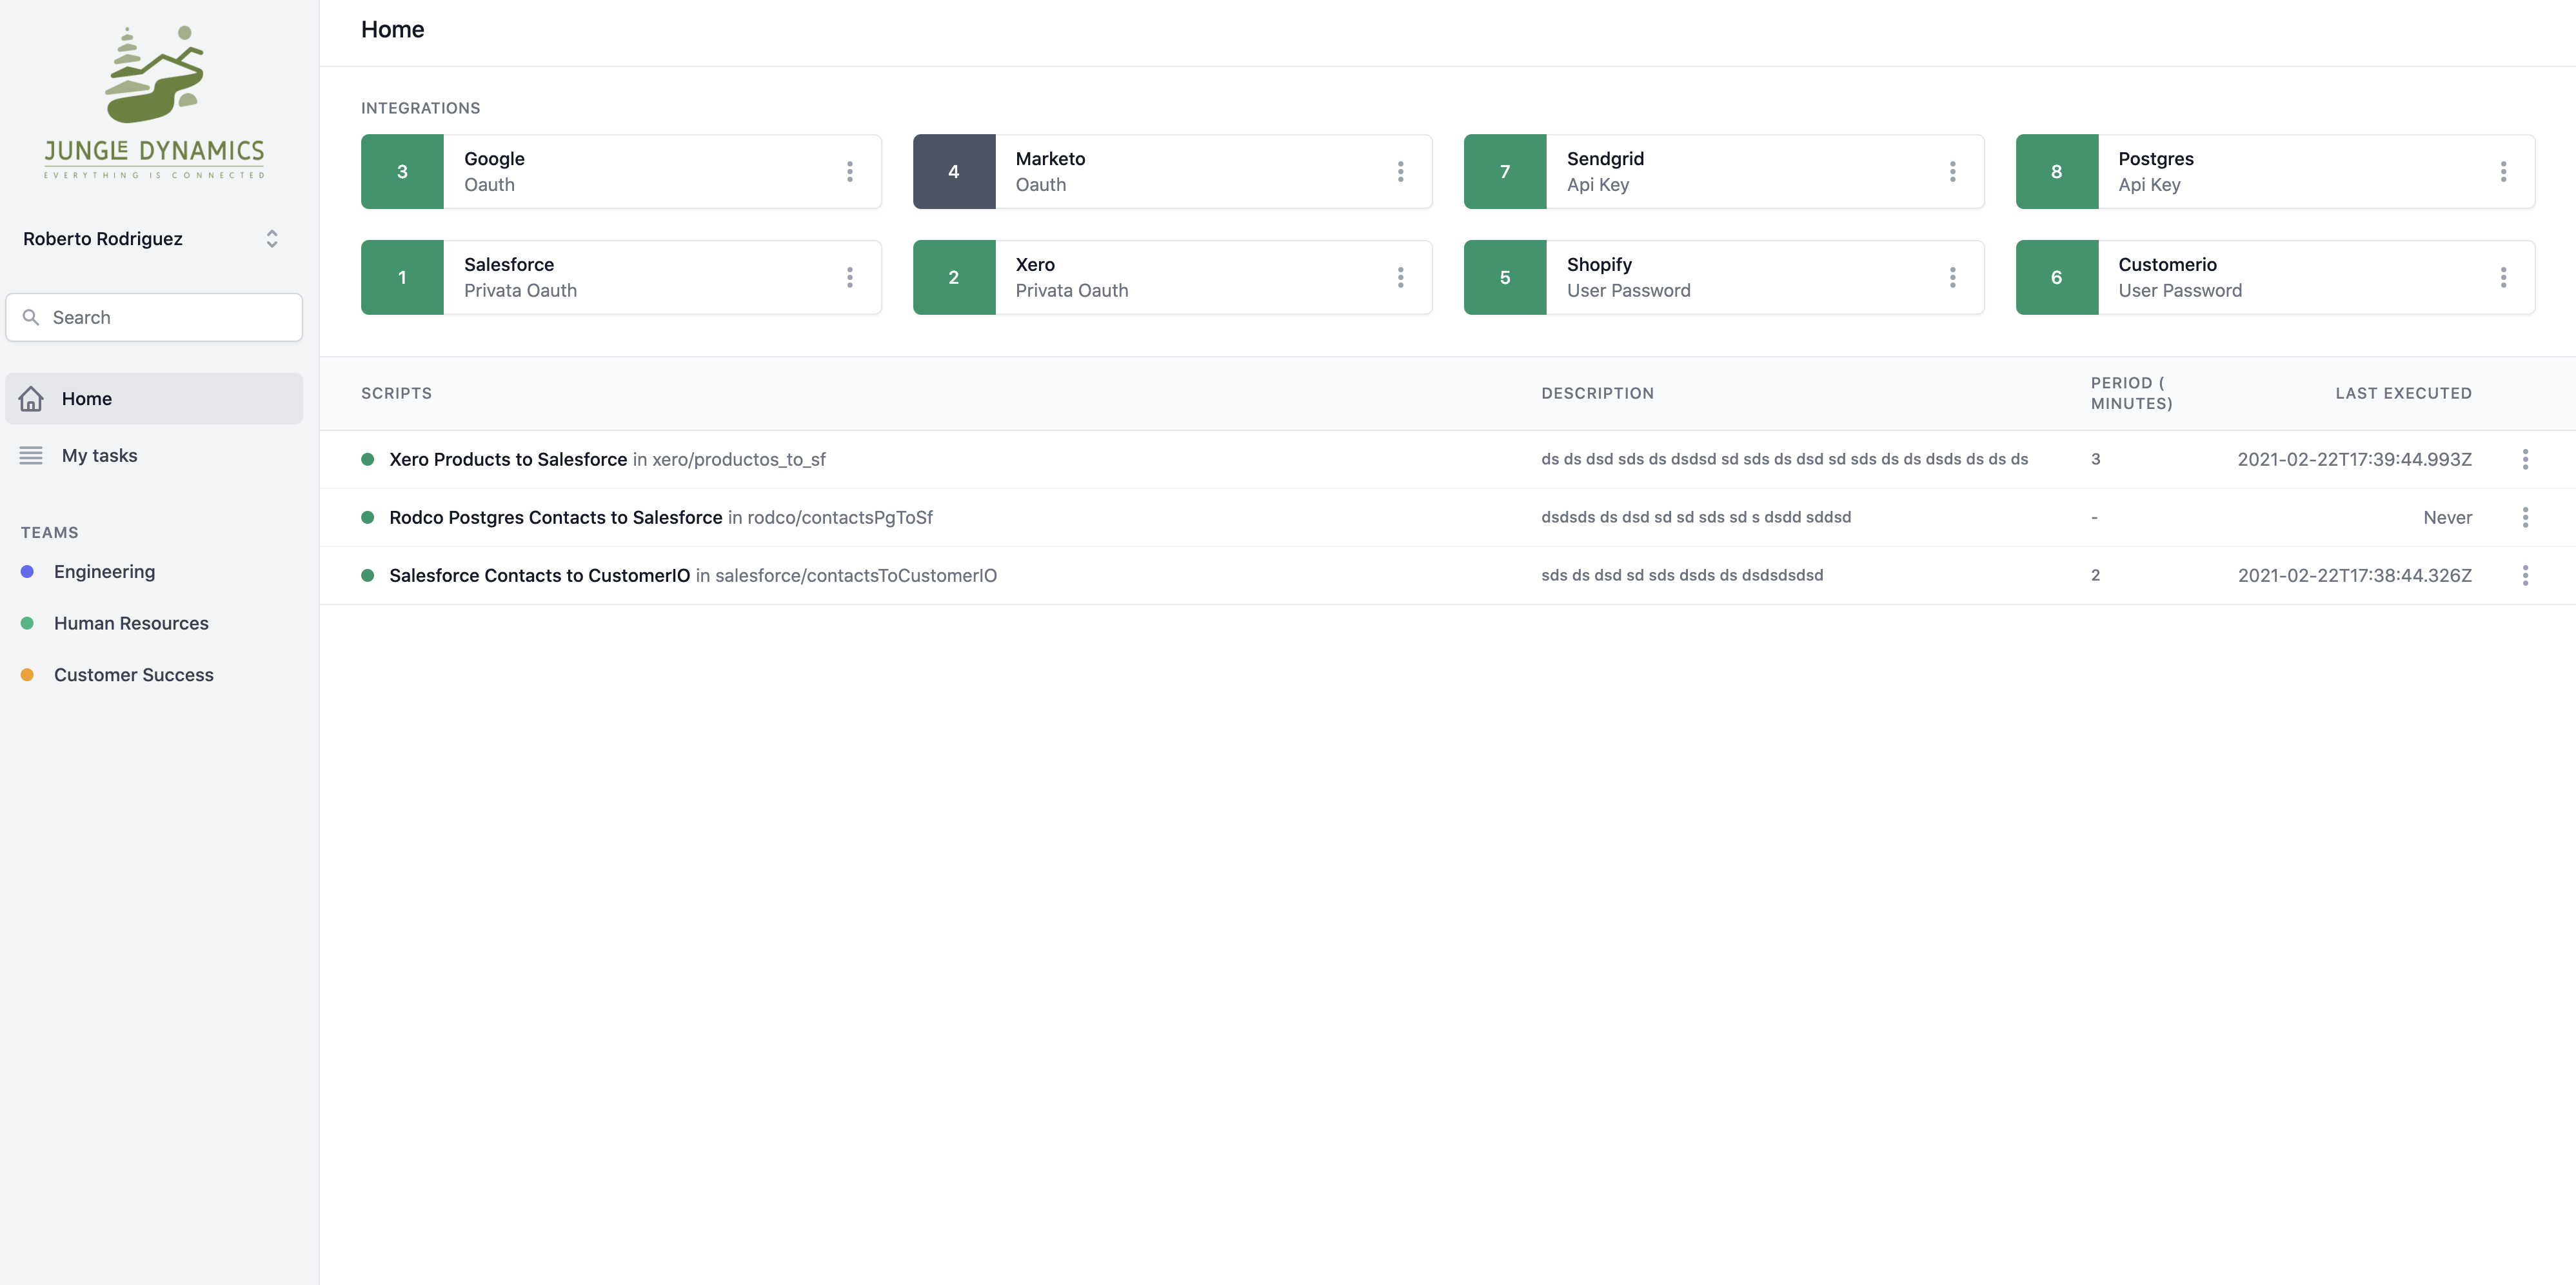 JUNGLE DYNAMICS
EVERYTHING IS CONNECTED
Roberto Rodriguez
Search
Home
My tasks
TEAMS
Engineering
Human Resources
Customer Success
Home
INTEGRATIONS
3
Google
Oauth
4
Marketo
Oauth
7
Sendgrid
Api Key
8
Postgres
Api Key
1
Salesforce
Privata Oauth
2
Xero
Privata Oauth
5
Shopify
User Password
6
Customerio
User Password
SCRIPTS DESCRIPTION PERIOD ( MINUTES) LAST EXECUTED
Xero Products to Salesforce in xero/productos_to_sf ds ds dsd sds ds dsdsd sd sds ds dsd sd sds ds ds dsds ds ds ds 3 2021-02-22T17:39:44.993Z
Rodco Postgres Contacts to Salesforce in rodco/contactsPgToSf dsdsds ds dsd sd sd sds sd s dsdd sddsd - Never
Salesforce Contacts to CustomerIO in salesforce/contactsToCustomerIO sds ds dsd sd sds dsds ds dsdsdsdsd 2 2021-02-22T17:38:44.326Z